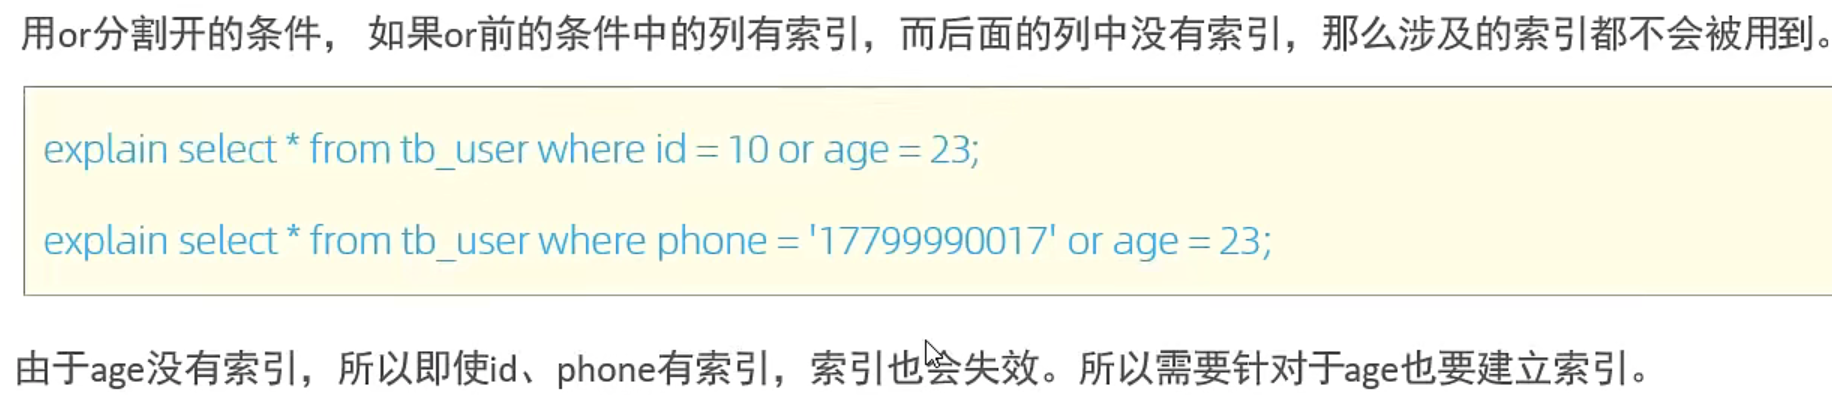 用or分割开的条件， 如果or前的条件中的列有索引，而后面的列中没有索引，那么涉及的索引都不会被用到。
explain select * from tb_user where id = 10 or age = 23;
explain select * from tb_user where phone = '17799990017' or age = 23;
由于age没有索引，所以即使id、phone有索引，索引也会失效。所以需要针对于age也要建立索引。